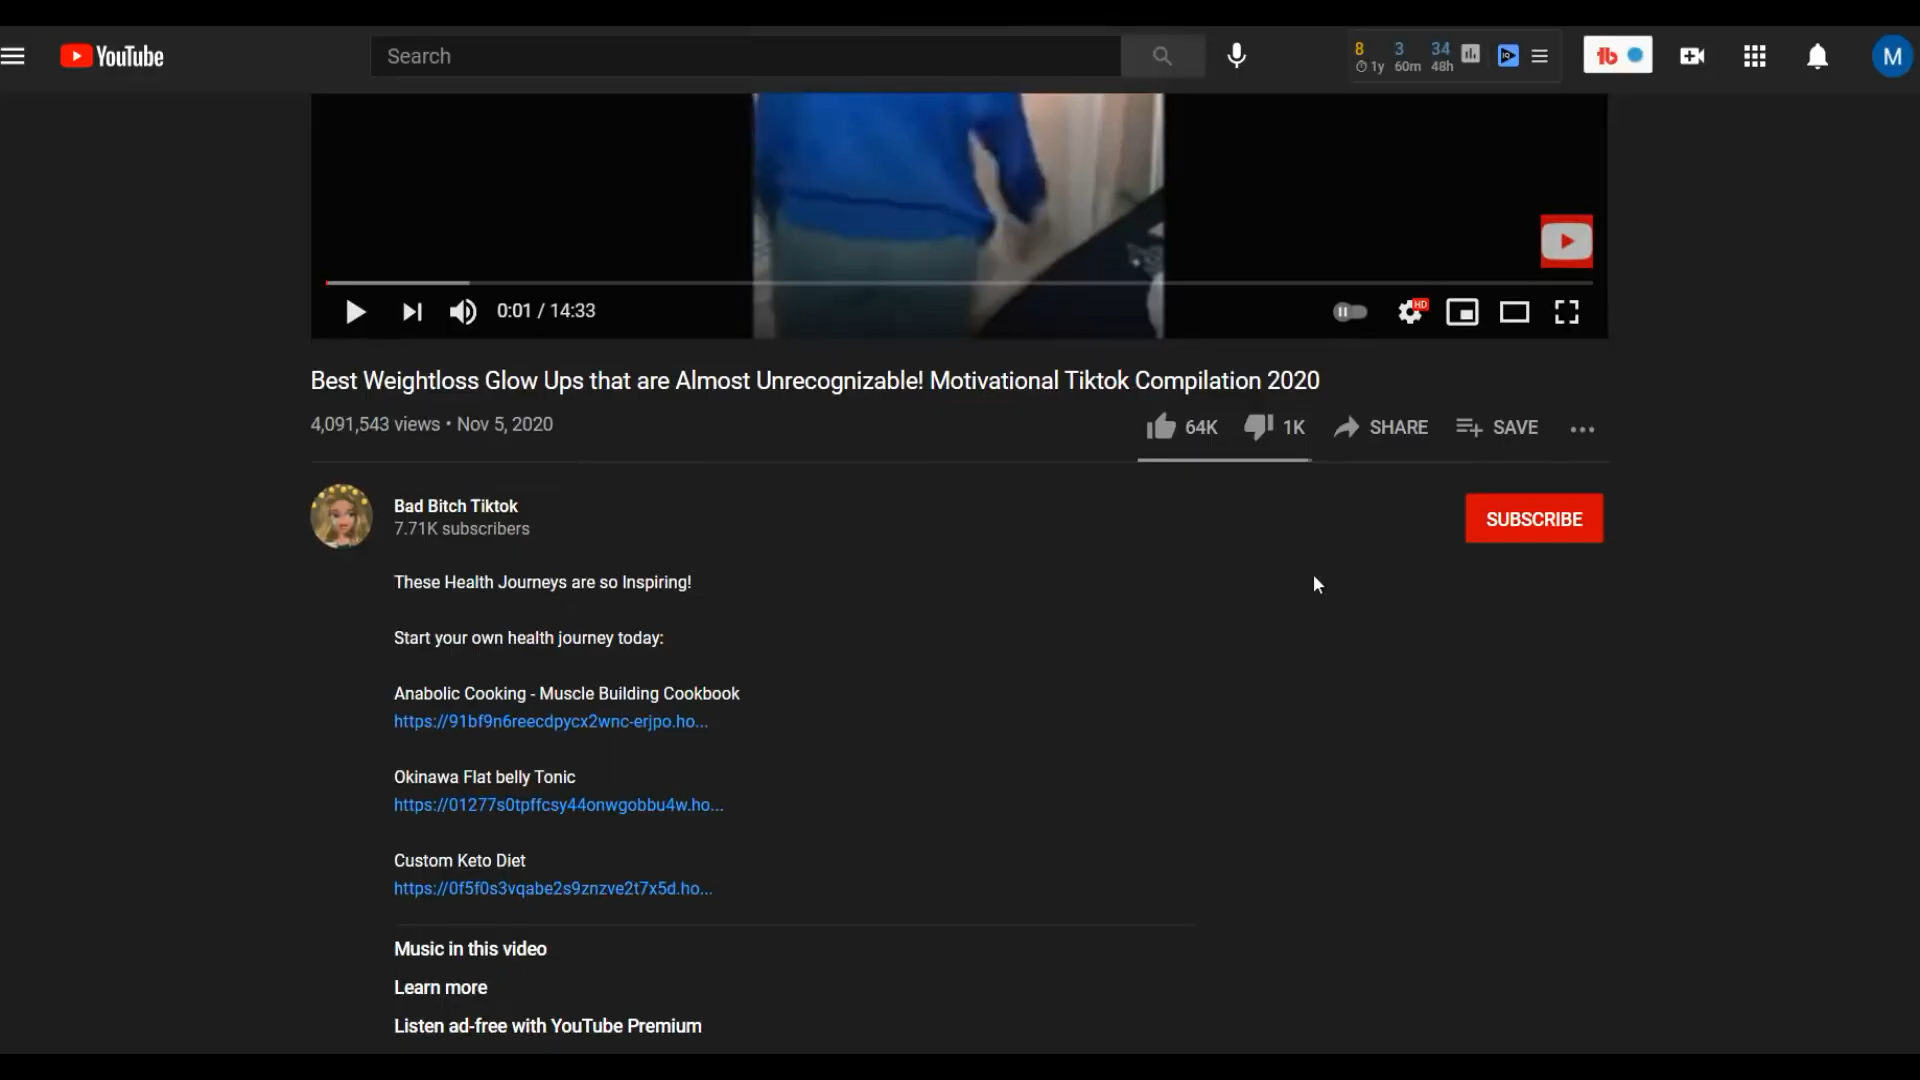 YouTube
Search
8 3 34
1y 60m 48h
M
0:01 / 14:33
HD
Best Weightloss Glow Ups that are Almost Unrecognizable! Motivational Tiktok Compilation 2020
4,091,543 views • Nov 5, 2020
64K 1K SHARE SAVE
Bad Bitch Tiktok
7.71K subscribers
SUBSCRIBE
These Health Journeys are so Inspiring!
Start your own health journey today:
Anabolic Cooking - Muscle Building Cookbook
https://91bf9n6reecdpycx2wnc-erjpo.ho...
Okinawa Flat belly Tonic
https://01277s0tpffcsy44onwgobbu4w.ho...
Custom Keto Diet
https://0f5f0s3vqabe2s9znzve2t7x5d.ho...
Music in this video
Learn more
Listen ad-free with YouTube Premium